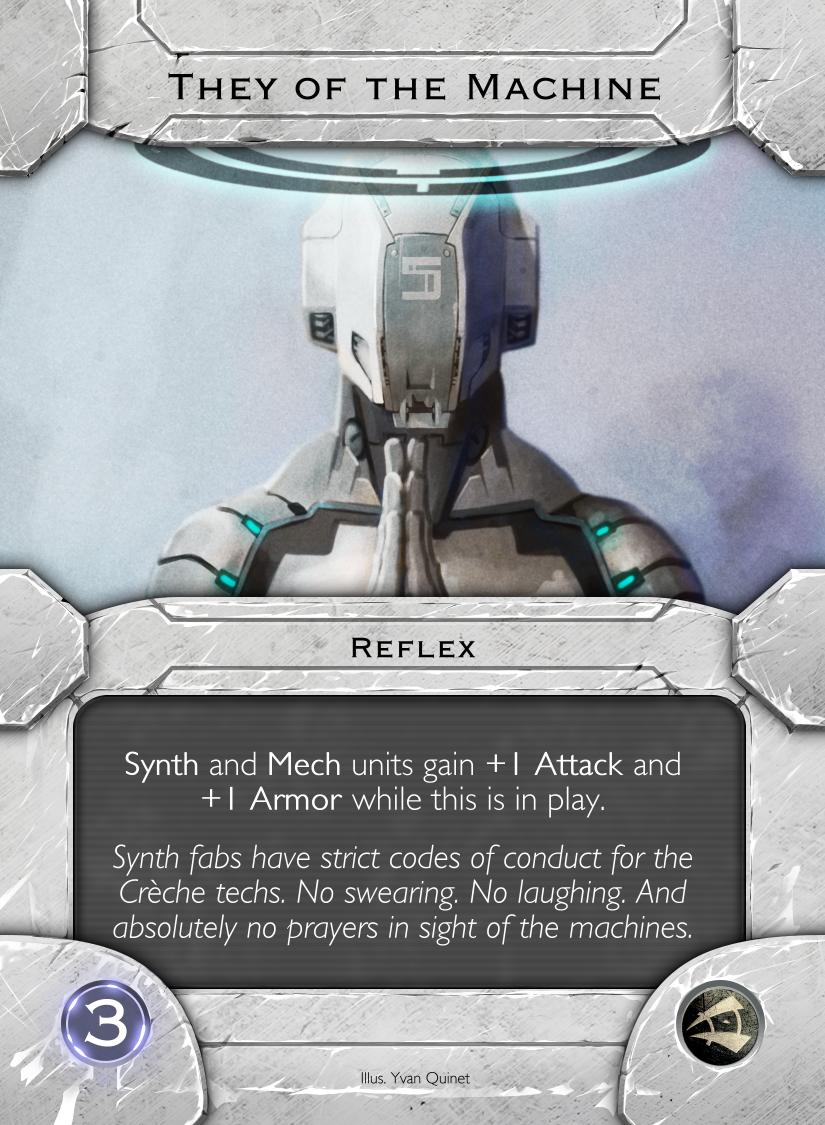 They of the Machine
5
Reflex
Synth and Mech units gain +1 Attack and
+1 Armor while this is in play.
Synth fabs have strict codes of conduct for the
Crèche techs. No swearing. No laughing. And
absolutely no prayers in sight of the machines.
3
Illus. Yvan Quinet